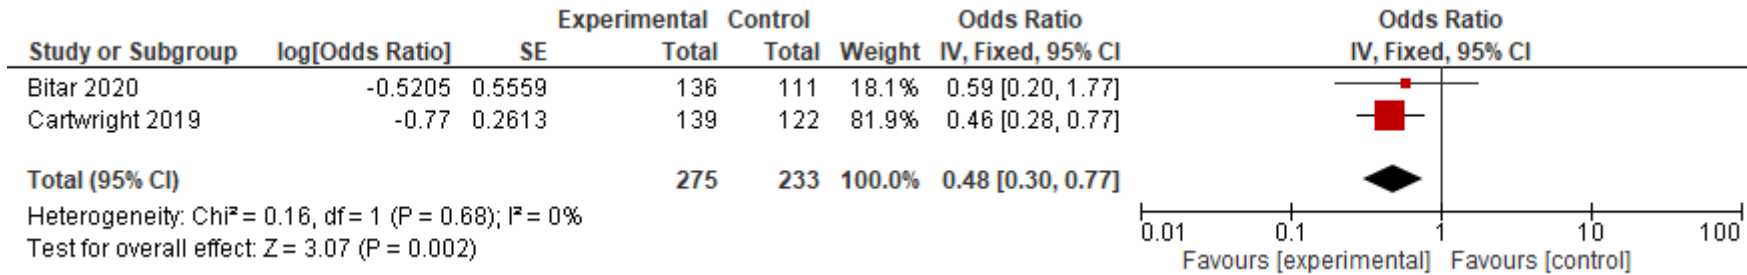 Experimental Control Odds Ratio Odds Ratio
Study or Subgroup log[Odds Ratio] SE Total Total Weight IV, Fixed, 95% CI IV, Fixed, 95% CI
Bitar 2020 -0.5205 0.5559 136 111 18.1% 0.59 [0.20, 1.77]
Cartwright 2019 -0.77 0.2613 139 122 81.9% 0.46 [0.28, 0.77]
Total (95% CI) 275 233 100.0% 0.48 [0.30, 0.77]
Heterogeneity: Chi² = 0.16, df = 1 (P = 0.68); I² = 0%
Test for overall effect: Z = 3.07 (P = 0.002)
0.01 0.1 1 10 100
Favours [experimental] Favours [control]